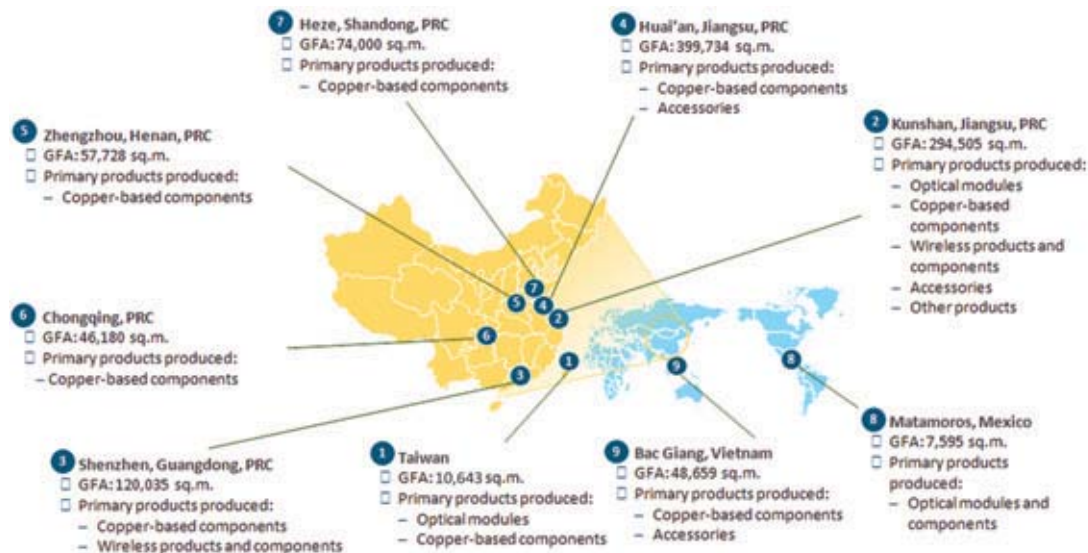 7 Heze, Shandong, PRC
GFA: 74,000 sq.m.
Primary products produced:
– Copper-based components
4 Huai'an, Jiangsu, PRC
GFA: 399,734 sq.m.
Primary products produced:
– Copper-based components
– Accessories
5 Zhengzhou, Henan, PRC
GFA: 57,728 sq.m.
Primary products produced:
– Copper-based components
2 Kunshan, Jiangsu, PRC
GFA: 294,505 sq.m.
Primary products produced:
– Optical modules
– Copper-based
components
– Wireless products and
components
– Accessories
– Other products
6 Chongqing, PRC
GFA: 46,180 sq.m.
Primary products produced:
– Copper-based components
7
5
4
2
6
3
1
9
8
3 Shenzhen, Guangdong, PRC
GFA: 120,035 sq.m.
Primary products produced:
– Copper-based components
– Wireless products and components
1 Taiwan
GFA: 10,643 sq.m.
Primary products produced:
– Optical modules
– Copper-based components
9 Bac Giang, Vietnam
GFA: 48,659 sq.m.
Primary products produced:
– Copper-based components
– Accessories
8 Matamoros, Mexico
GFA: 7,595 sq.m.
Primary products
produced:
– Optical modules and
components